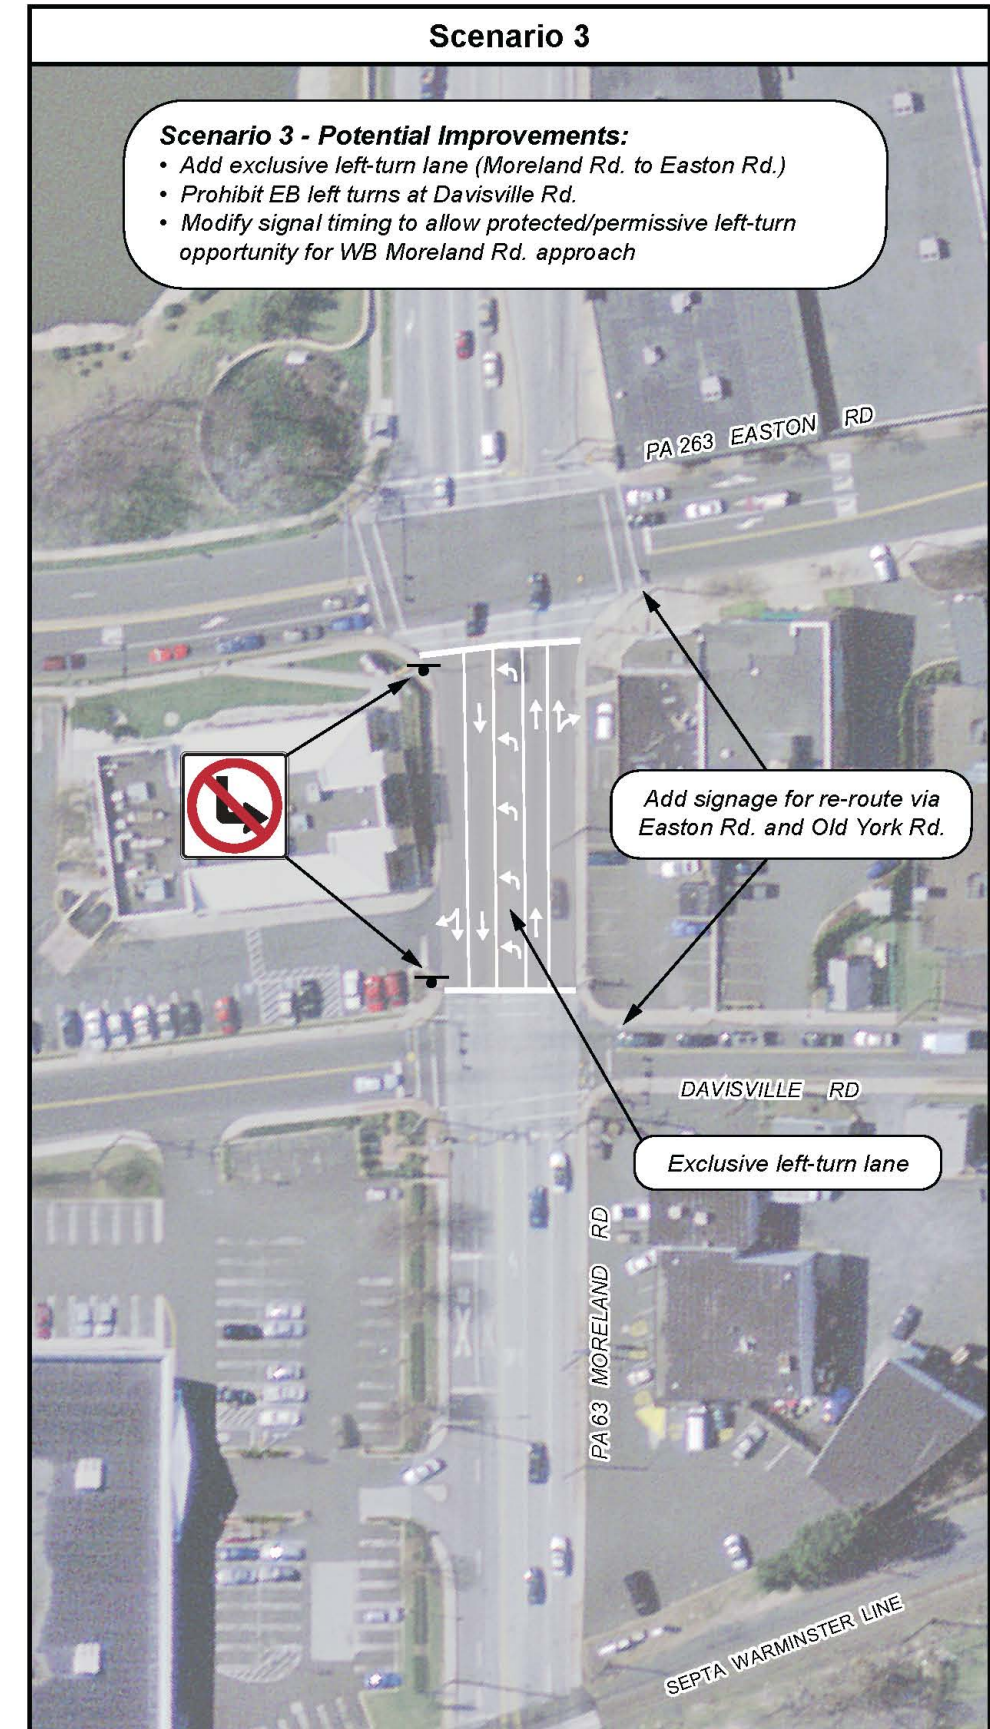 Scenario 3
Scenario 3 - Potential Improvements:
• Add exclusive left-turn lane (Moreland Rd. to Easton Rd.)
• Prohibit EB left turns at Davisville Rd.
• Modify signal timing to allow protected/permissive left-turn
opportunity for WB Moreland Rd. approach
PA 263 EASTON RD
Add signage for re-route via
Easton Rd. and Old York Rd.
DAVISVILLE RD
Exclusive left-turn lane
PA 63 MORELAND RD
SEPTA WARMINSTER LINE